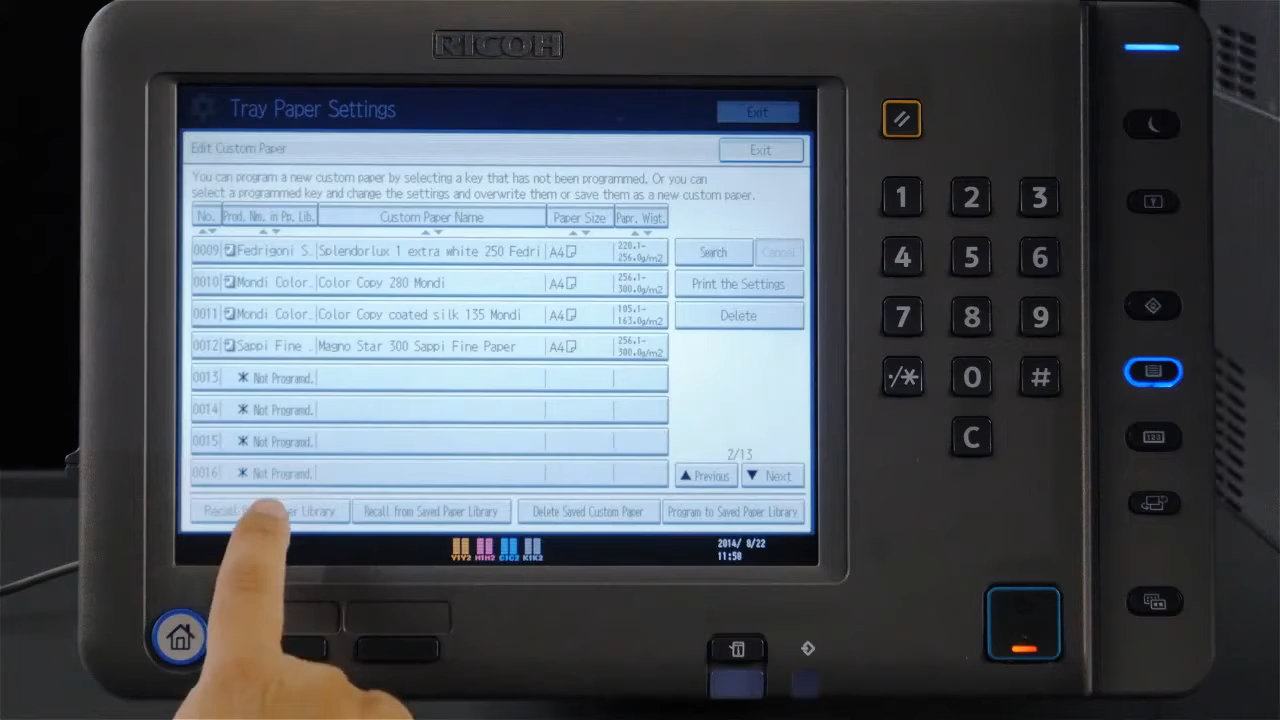 RICOH
Tray Paper Settings
Exit
Edit Custom Paper
Exit
You can program a new custom paper by selecting a key that has not been programmed. Or you can
select a programmed key and change the settings and overwrite them or save them as a new custom paper.
No. Prod. Nm. in Pp. Lib. Custom Paper Name Paper Size Papr. Wigt.
0009 Fedrigoni S.. Splendorlux 1 extra white 250 Fedri A4 220.1-256.0g/m2
Search Cancel
0010 Mondi Color.. Color Copy 280 Mondi A4 256.1-300.0g/m2
Print the Settings
0011 Mondi Color.. Color Copy coated silk 135 Mondi A4 105.1-163.0g/m2
Delete
0012 Sappi Fine .. Magno Star 300 Sappi Fine Paper A4 256.1-300.0g/m2
0013 * Not Programd.
0014 * Not Programd.
0015 * Not Programd.
2/13
0016 * Not Programd.
▲Previous ▼ Next
Library Recall from Saved Paper Library Delete Saved Custom Paper Program to Saved Paper Library
Y1Y2 M1M2 C1C2 K1K2
2014/ 8/22
11:50
1 2 3
4 5 6
7 8 9
./* 0 #
C
123